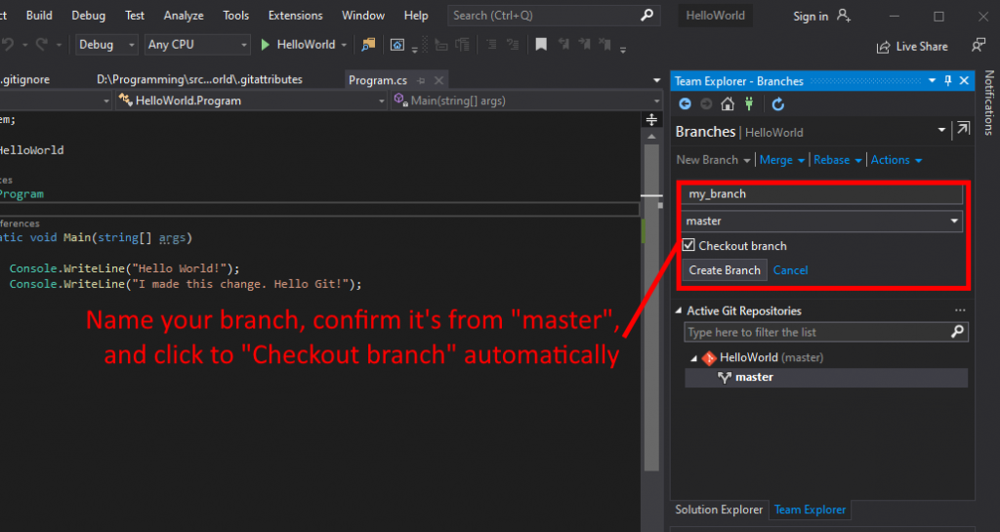 Build Debug Test Analyze Tools Extensions Window Help Search (Ctrl+Q) HelloWorld Sign in
Debug Any CPU HelloWorld Live Share
.gitignore D:\Programming\src...orld\.gitattributes Program.cs
HelloWorld.Program Main(string[] args)
em;
HelloWorld
Program
ferences
atic void Main(string[] args)
Console.WriteLine("Hello World!");
Console.WriteLine("I made this change. Hello Git!");
Name your branch, confirm it's from "master",
and click to "Checkout branch" automatically
Team Explorer - Branches
Branches | HelloWorld
New Branch | Merge | Rebase | Actions
my_branch
master
Checkout branch
Create Branch Cancel
Active Git Repositories ...
Type here to filter the list
HelloWorld (master)
master
Solution Explorer Team Explorer
Notifications